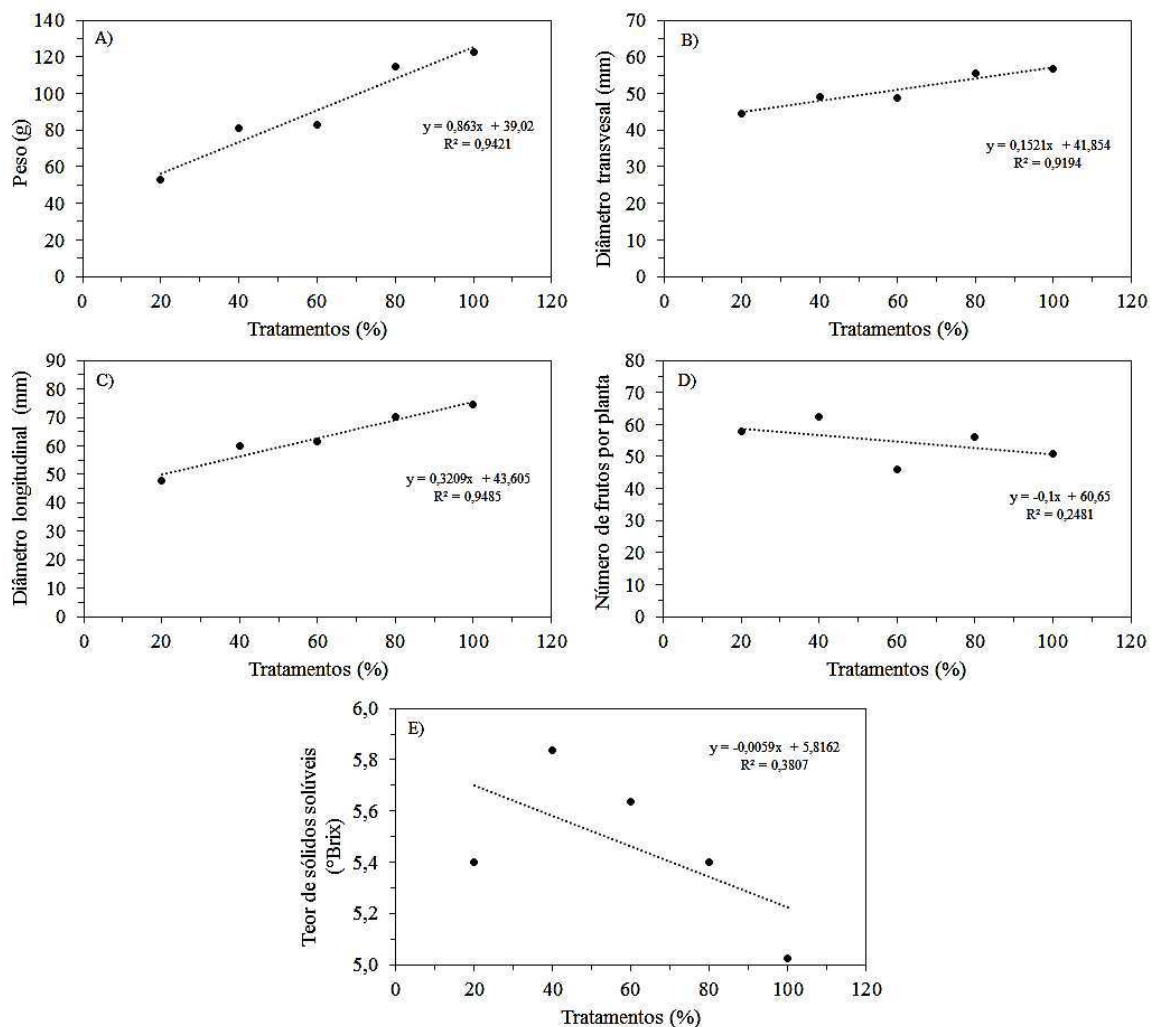 A)
Peso (g)
140
120
100
80
60
40
20
0
y = 0,863x + 39,02
R² = 0,9421
0 20 40 60 80 100 120
Tratamentos (%)
B)
Diâmetro transvesal (mm)
70
60
50
40
30
20
10
0
y = 0,1521x + 41,854
R² = 0,9194
0 20 40 60 80 100 120
Tratamentos (%)
C)
Diâmetro longitudinal (mm)
90
80
70
60
50
40
30
20
10
0
y = 0,3209x + 43,605
R² = 0,9485
0 20 40 60 80 100 120
Tratamentos (%)
D)
Número de frutos por planta
80
70
60
50
40
30
20
10
0
y = -0,1x + 60,65
R² = 0,2481
0 20 40 60 80 100 120
Tratamentos (%)
E)
Teor de sólidos solúveis
(°Brix)
6,0
5,8
5,6
5,4
5,2
5,0
y = -0,0059x + 5,8162
R² = 0,3807
0 20 40 60 80 100 120
Tratamentos (%)